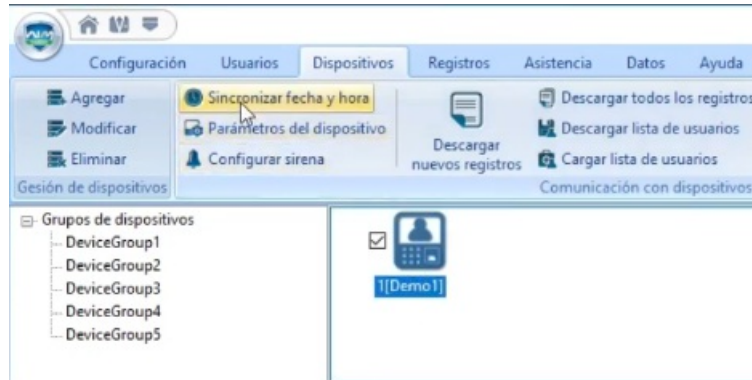 ALM
Configuración Usuarios Dispositivos Registros Asistencia Datos Ayuda
Agregar
Modificar
Eliminar
Gesión de dispositivos
Sincronizar fecha y hora
Parámetros del dispositivo
Configurar sirena
Descargar
nuevos registros
Descargar todos los registros
Descargar lista de usuarios
Cargar lista de usuarios
Comunicación con dispositivos
Grupos de dispositivos
DeviceGroup1
DeviceGroup2
DeviceGroup3
DeviceGroup4
DeviceGroup5
1[Demo1]